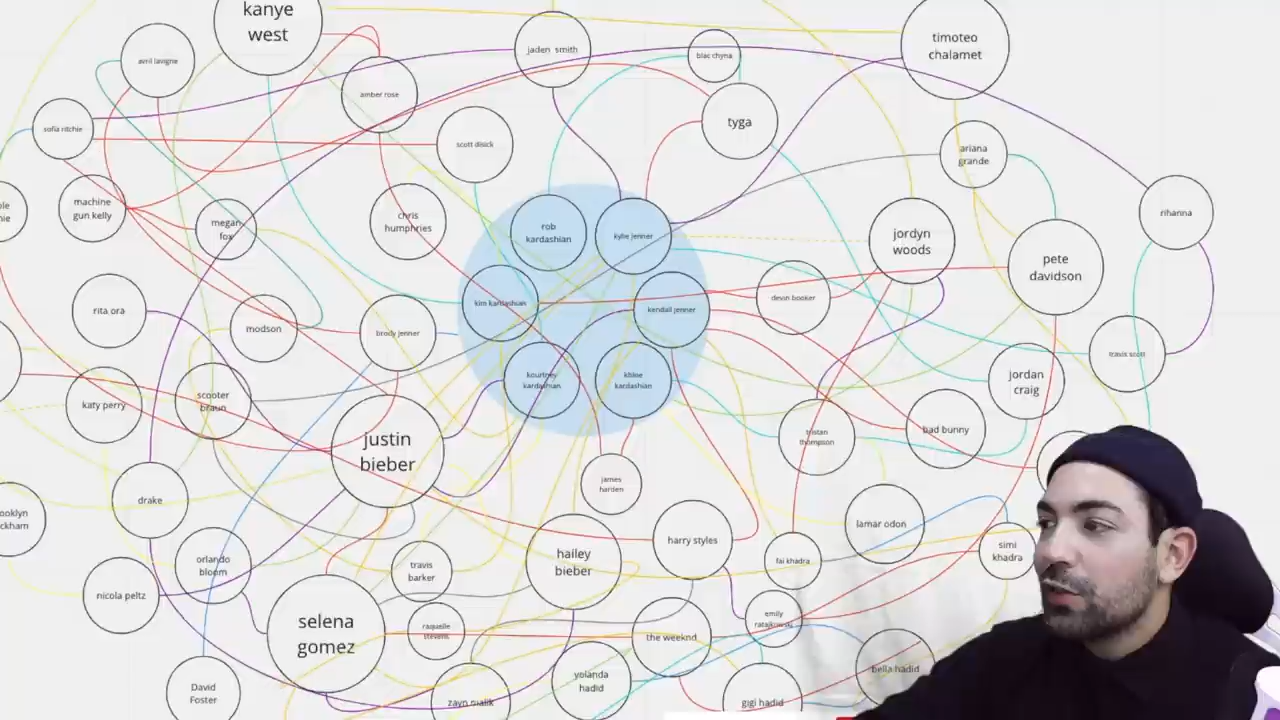 kanye
west
timoteo
chalamet
jaden smith
blac chyna
avril lavigne
amber rose
tyga
sofia ritchie
scott disick
ariana
grande
machine
gun kelly
megan
fox
chris
humphries
rob
kardashian
kylie jenner
jordyn
woods
rihanna
pete
davidson
kim kardashian
kendall jenner
devon booker
rita ora
modson
brody jenner
travis scott
kourtney
kardashian
khloe
kardashian
jordan
craig
katy perry
scooter
braun
justin
bieber
tristan
thompson
bad bunny
james
harden
drake
lamar odon
harry styles
hailey
bieber
simi
khadra
fai khadra
orlando
bloom
travis
barker
nicola peltz
selena
gomez
raquelle
stevens
the weeknd
emily
ratajkowski
bella hadid
yolanda
hadid
David
Foster
zayn malik
gigi hadid